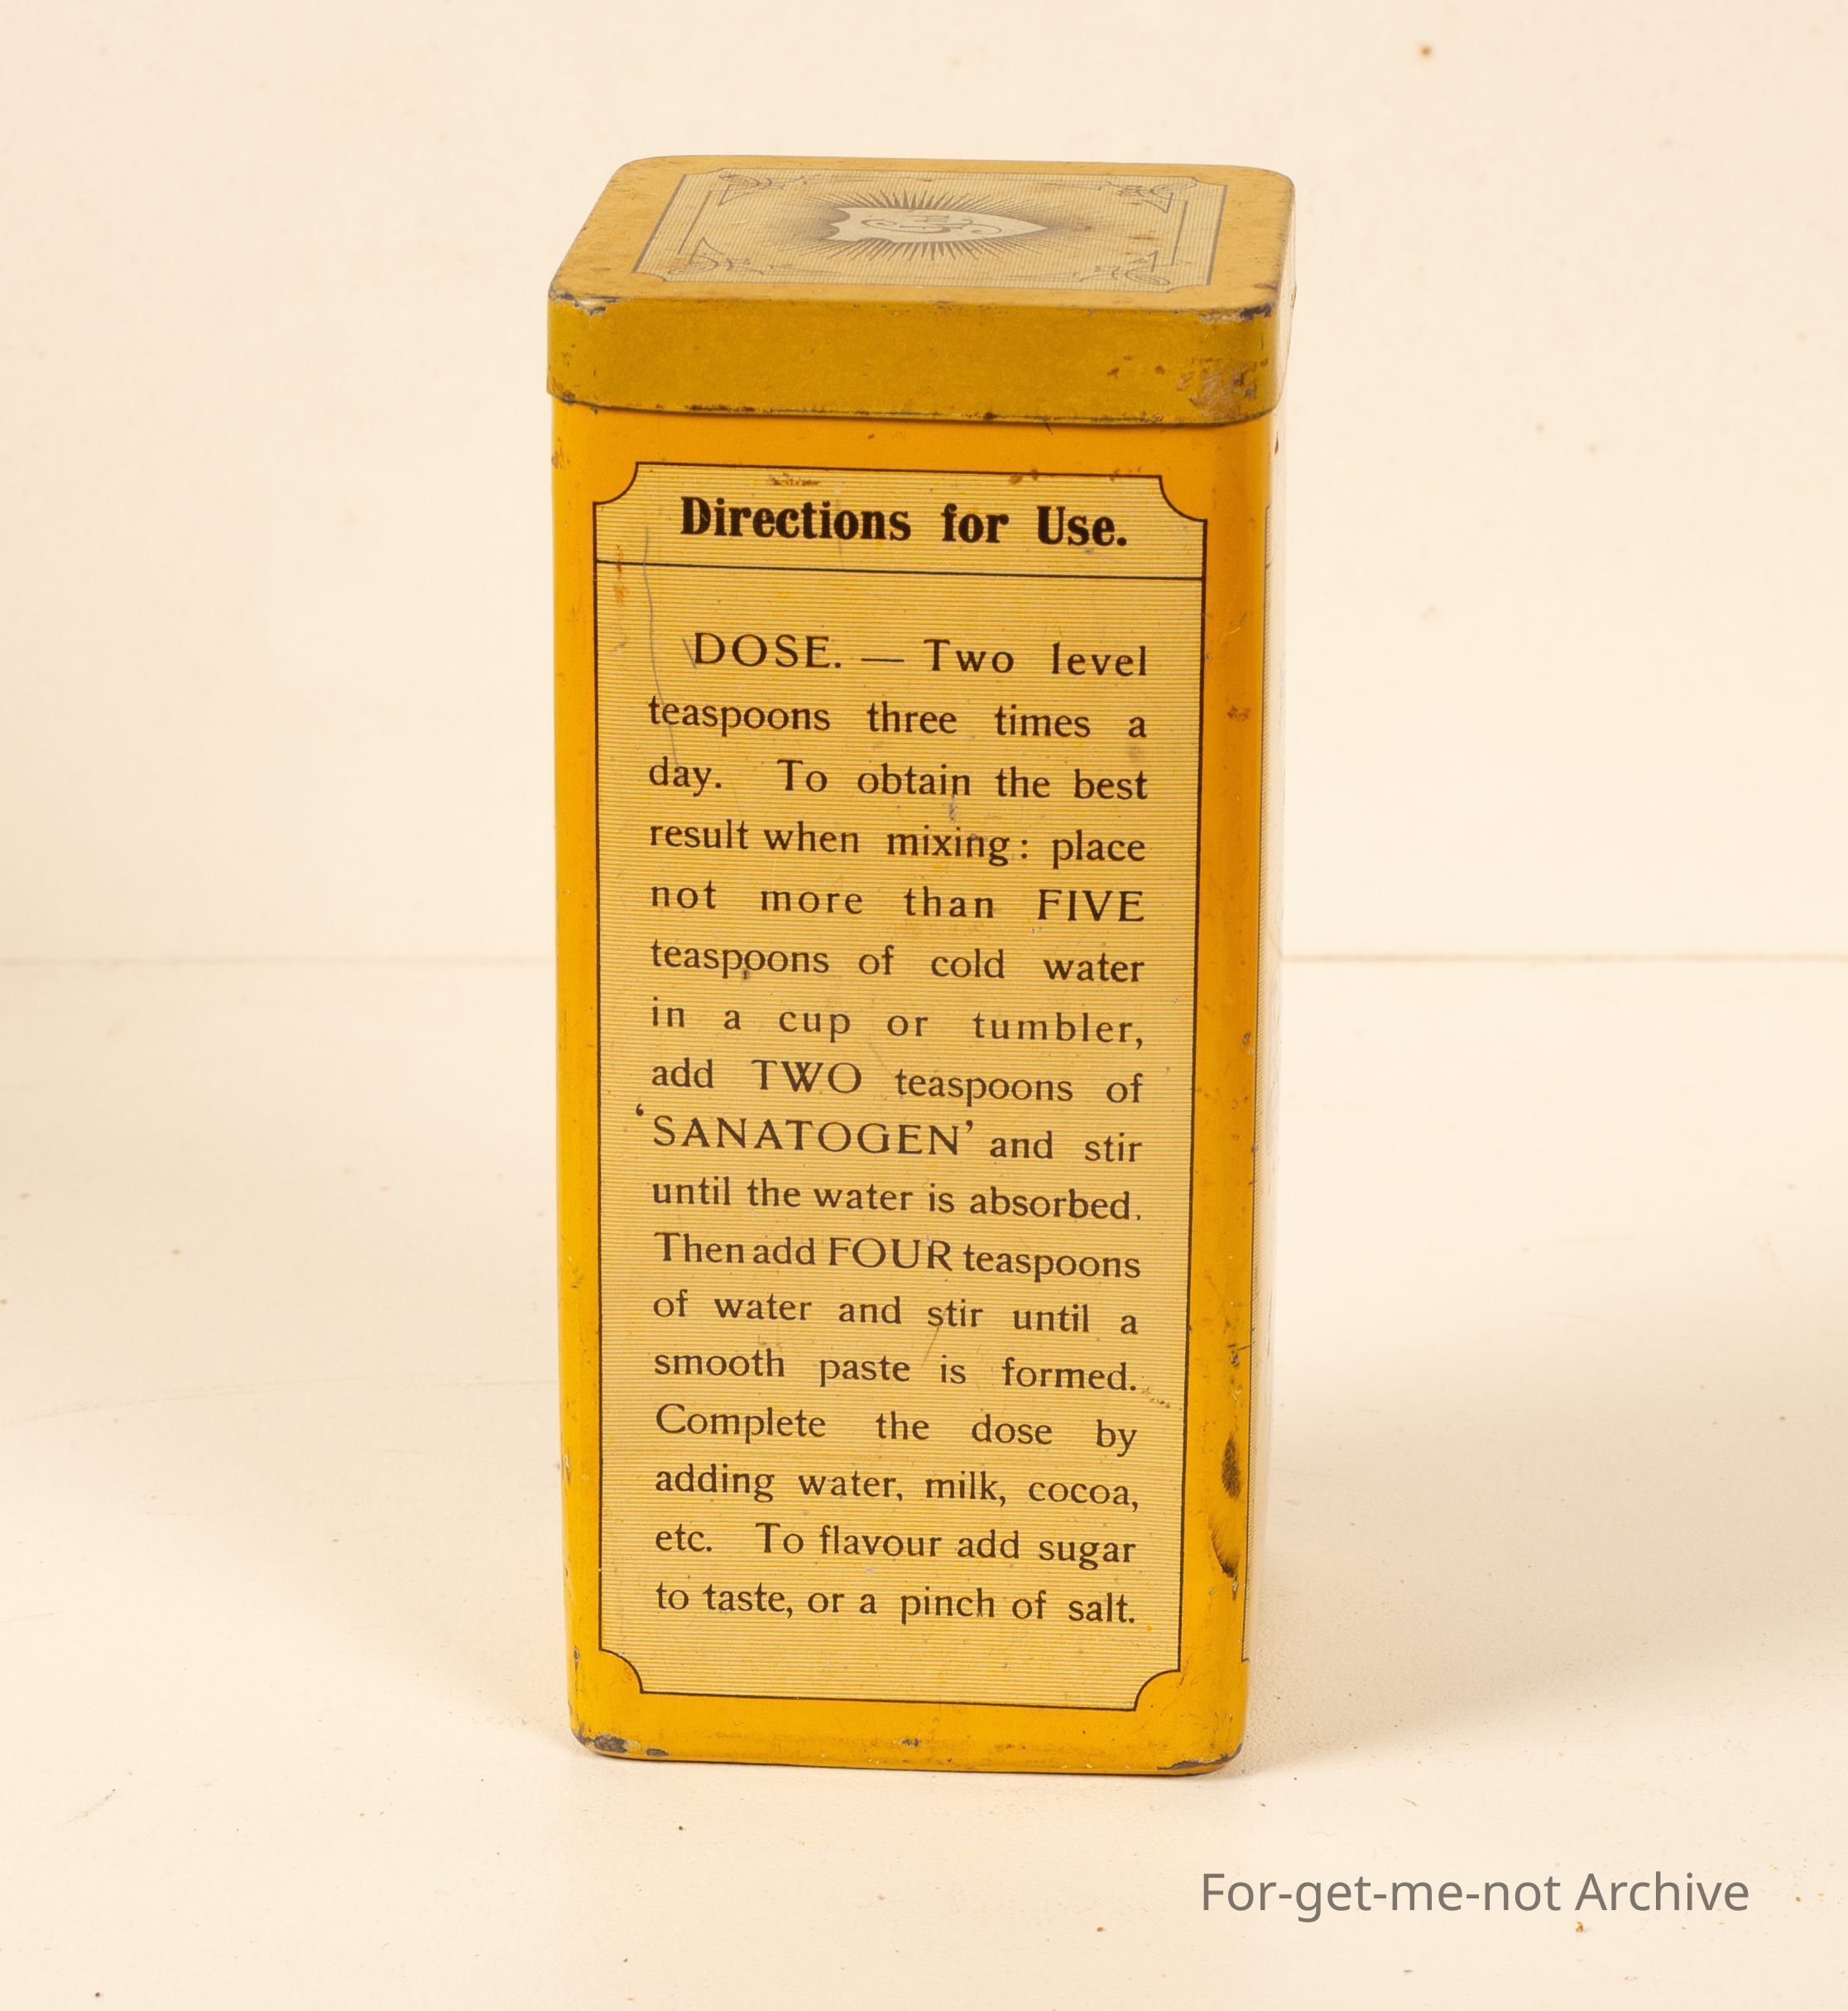 Directions for Use.
DOSE. — Two level
teaspoons three times a
day. To obtain the best
result when mixing: place
not more than FIVE
teaspoons of cold water
in a cup or tumbler,
add TWO teaspoons of
‘SANATOGEN’ and stir
until the water is absorbed.
Then add FOUR teaspoons
of water and stir until a
smooth paste is formed.
Complete the dose by
adding water, milk, cocoa,
etc. To flavour add sugar
to taste, or a pinch of salt.
For-get-me-not Archive